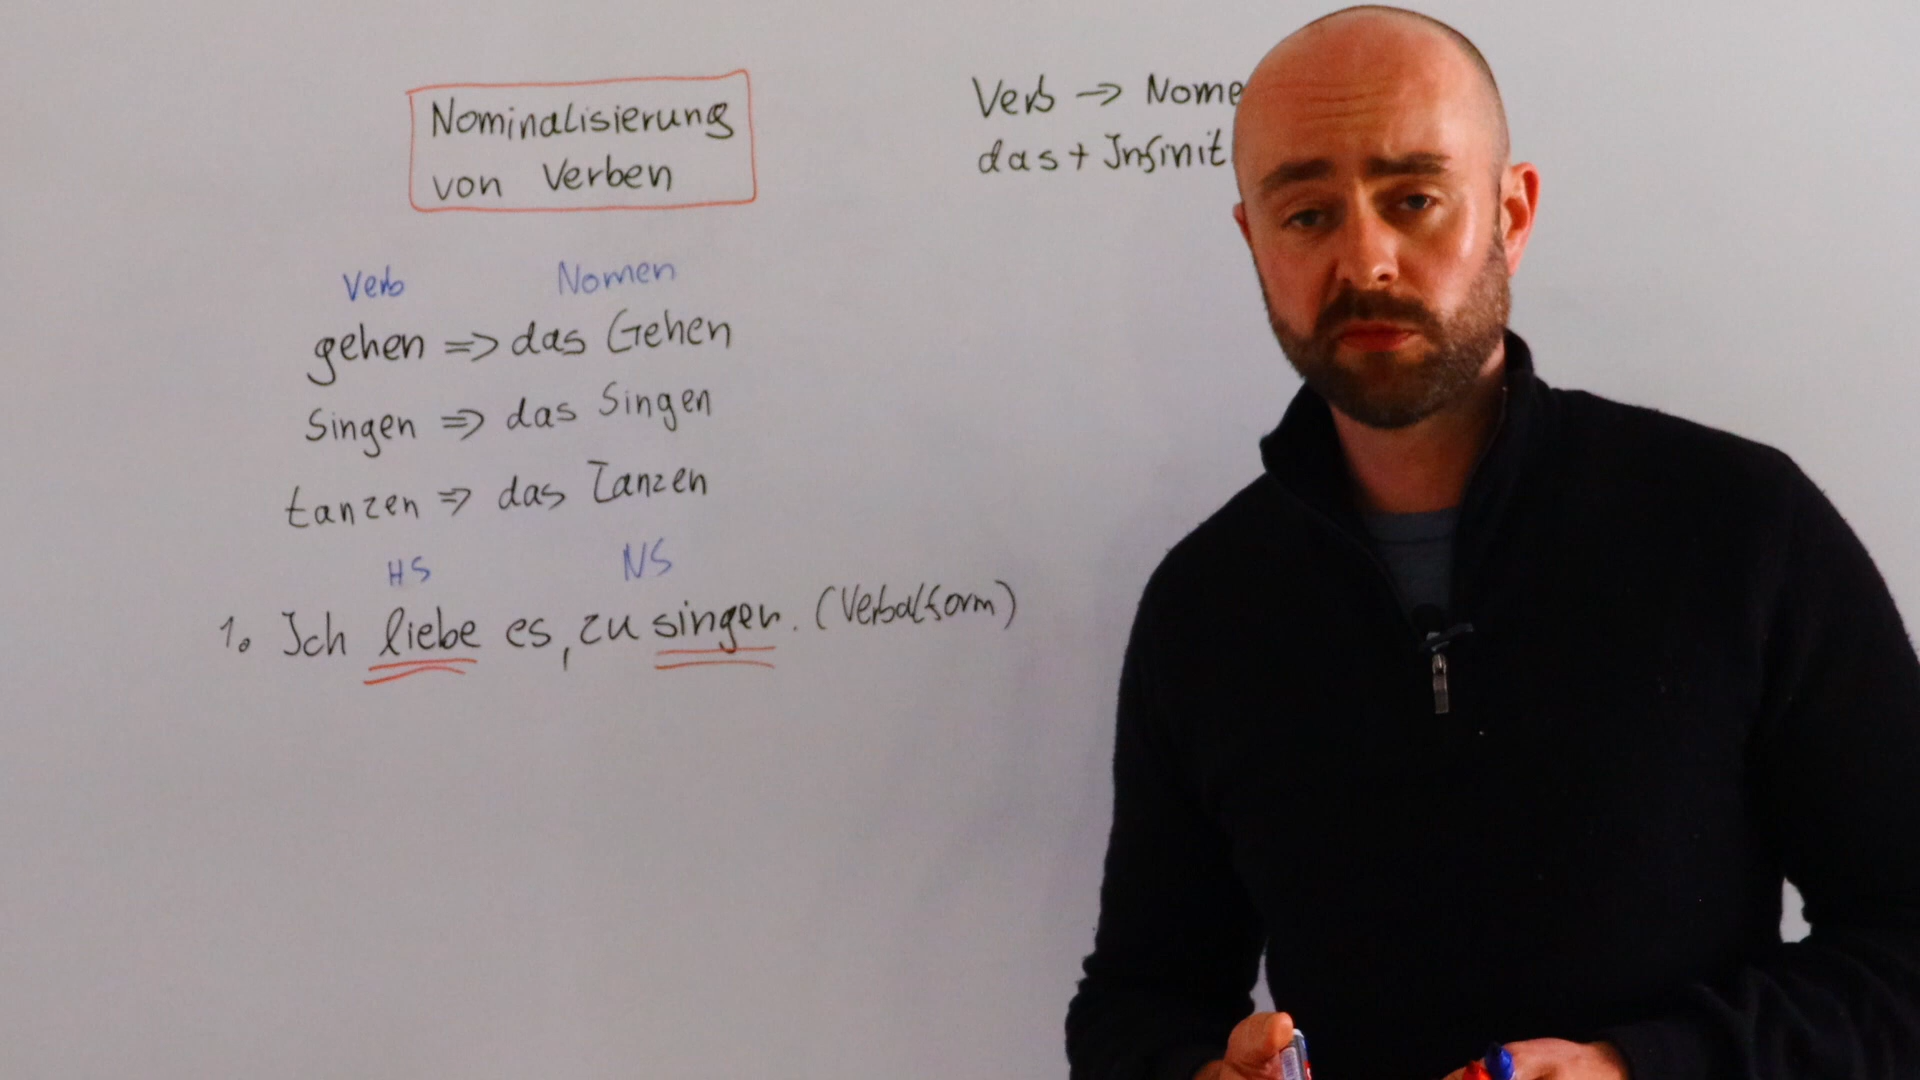 Nominalisierung
von Verben
Verb → Nome
das + Infinit
Verb Nomen
gehen => das Gehen
singen => das Singen
tanzen => das Tanzen
HS NS
1. Ich liebe es, zu singen. (Verbalform)